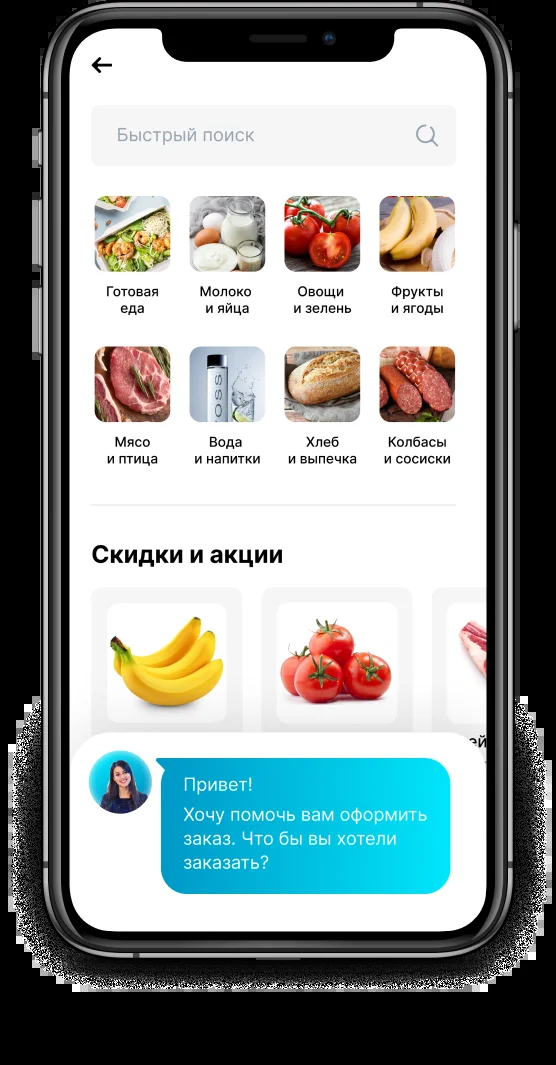 Быстрый поиск
Готовая
еда
Молоко
и яйца
Овощи
и зелень
Фрукты
и ягоды
Мясо
и птица
Вода
и напитки
Хлеб
и выпечка
Колбасы
и сосиски
Скидки и акции
Привет!
Хочу помочь вам оформить
заказ. Что бы вы хотели
заказать?